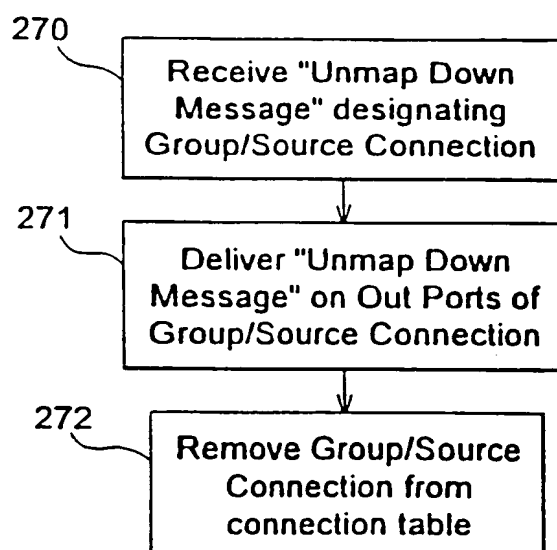 270
Receive "Unmap Down
Message" designating
Group/Source Connection
271
Deliver "Unmap Down
Message" on Out Ports of
Group/Source Connection
272
Remove Group/Source
Connection from
connection table